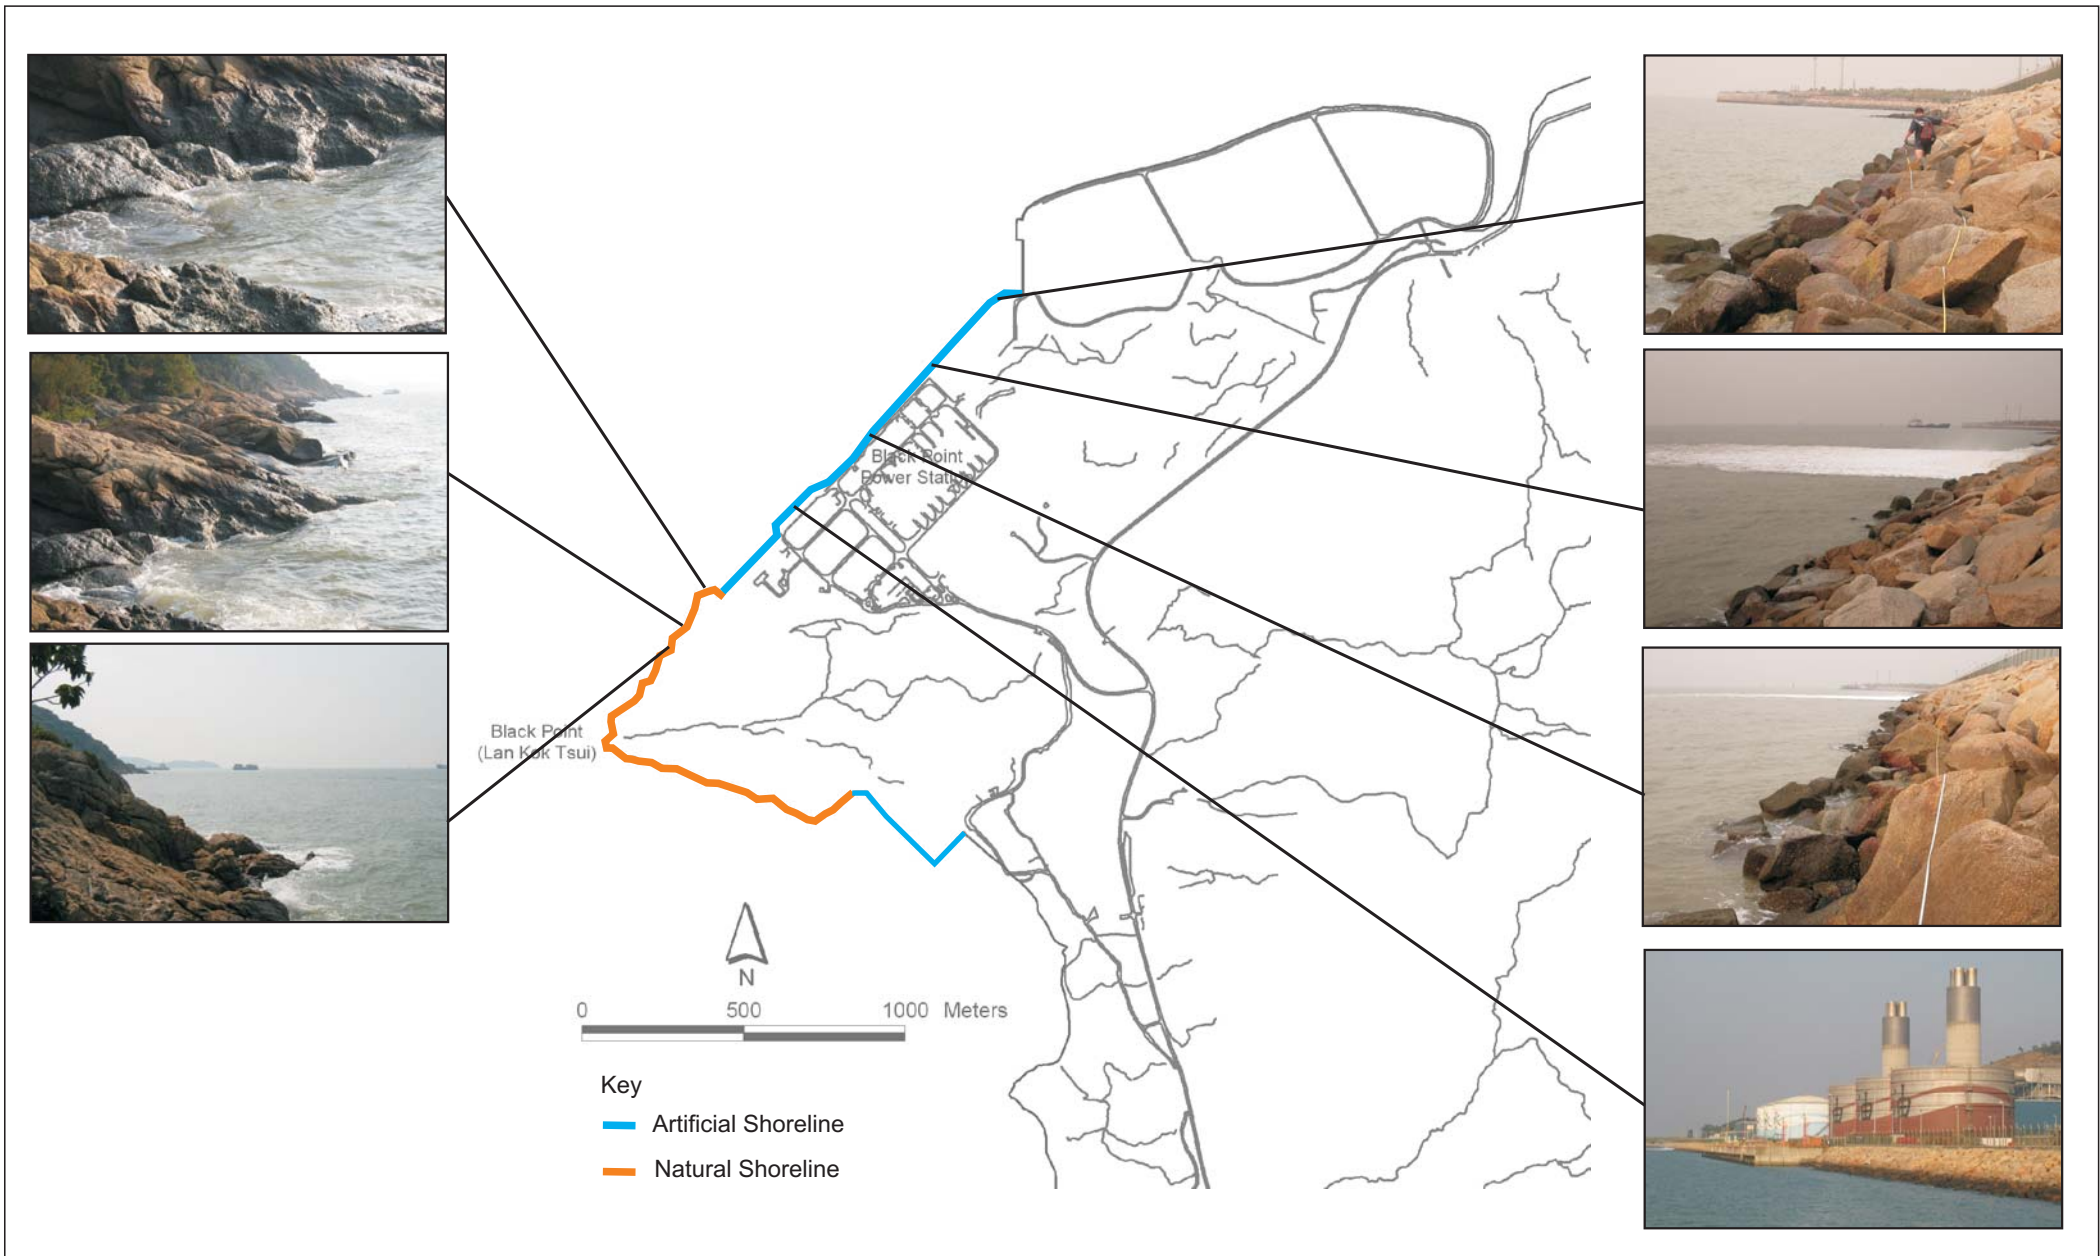 Black Point
Power Station
Black Point
(Lan Kok Tsui)
N
0 500 1000 Meters
Key
Artificial Shoreline
Natural Shoreline